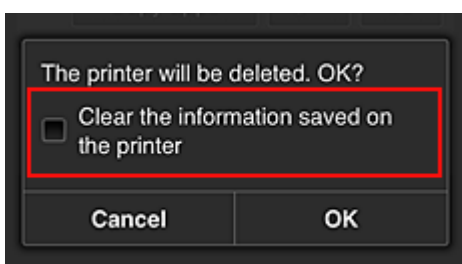 The printer will be deleted. OK?
Clear the information saved on
the printer
Cancel
OK